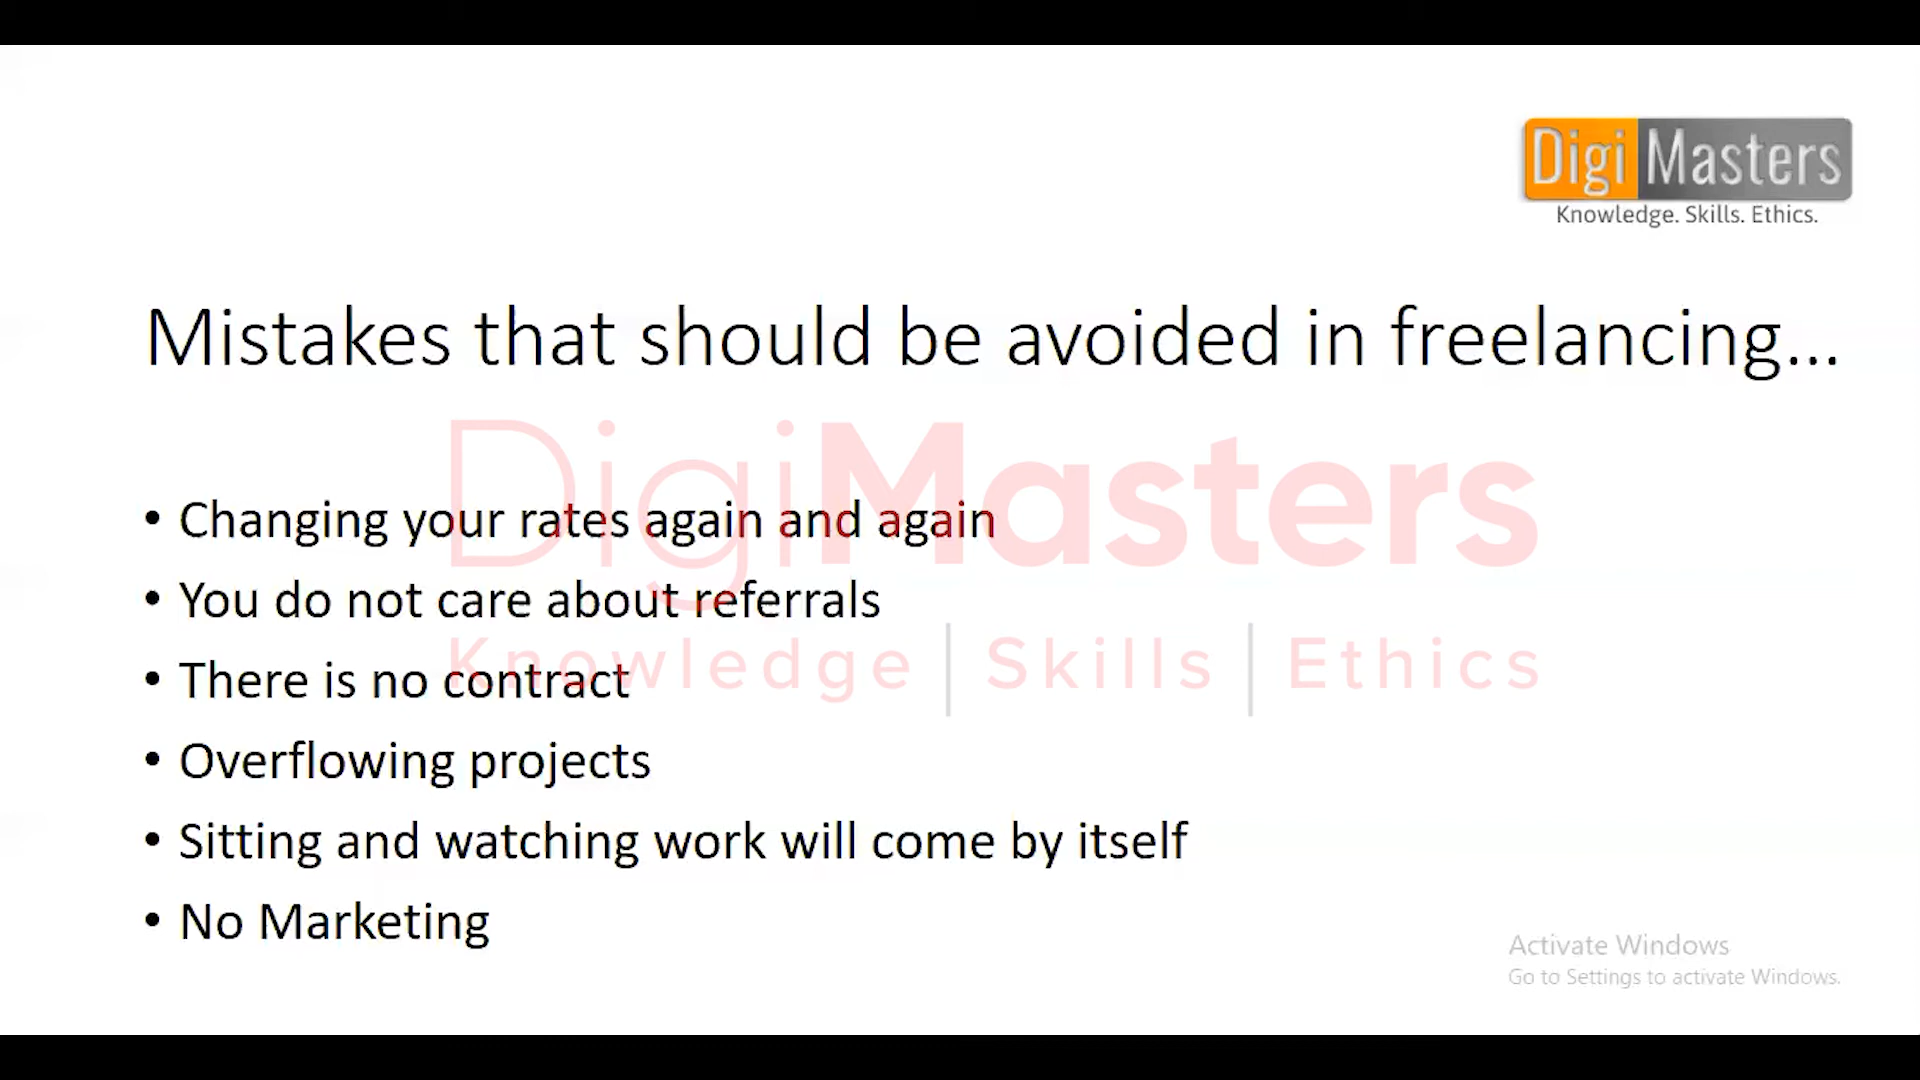 Digi Masters
Knowledge. Skills. Ethics.
Mistakes that should be avoided in freelancing...
DigiMasters
Knowledge | Skills | Ethics
• Changing your rates again and again
• You do not care about referrals
• There is no contract
• Overflowing projects
• Sitting and watching work will come by itself
• No Marketing
Activate Windows
Go to Settings to activate Windows.